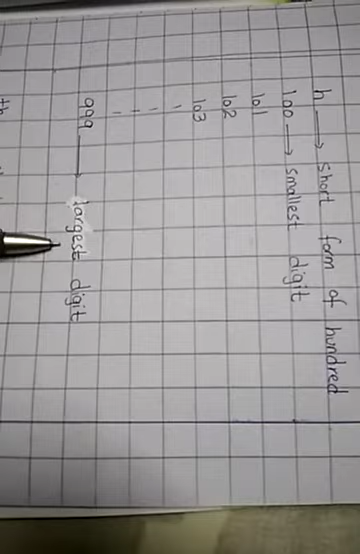 h → short form of hundred
100 → smallest digit
101
102
103
999 → largest digit